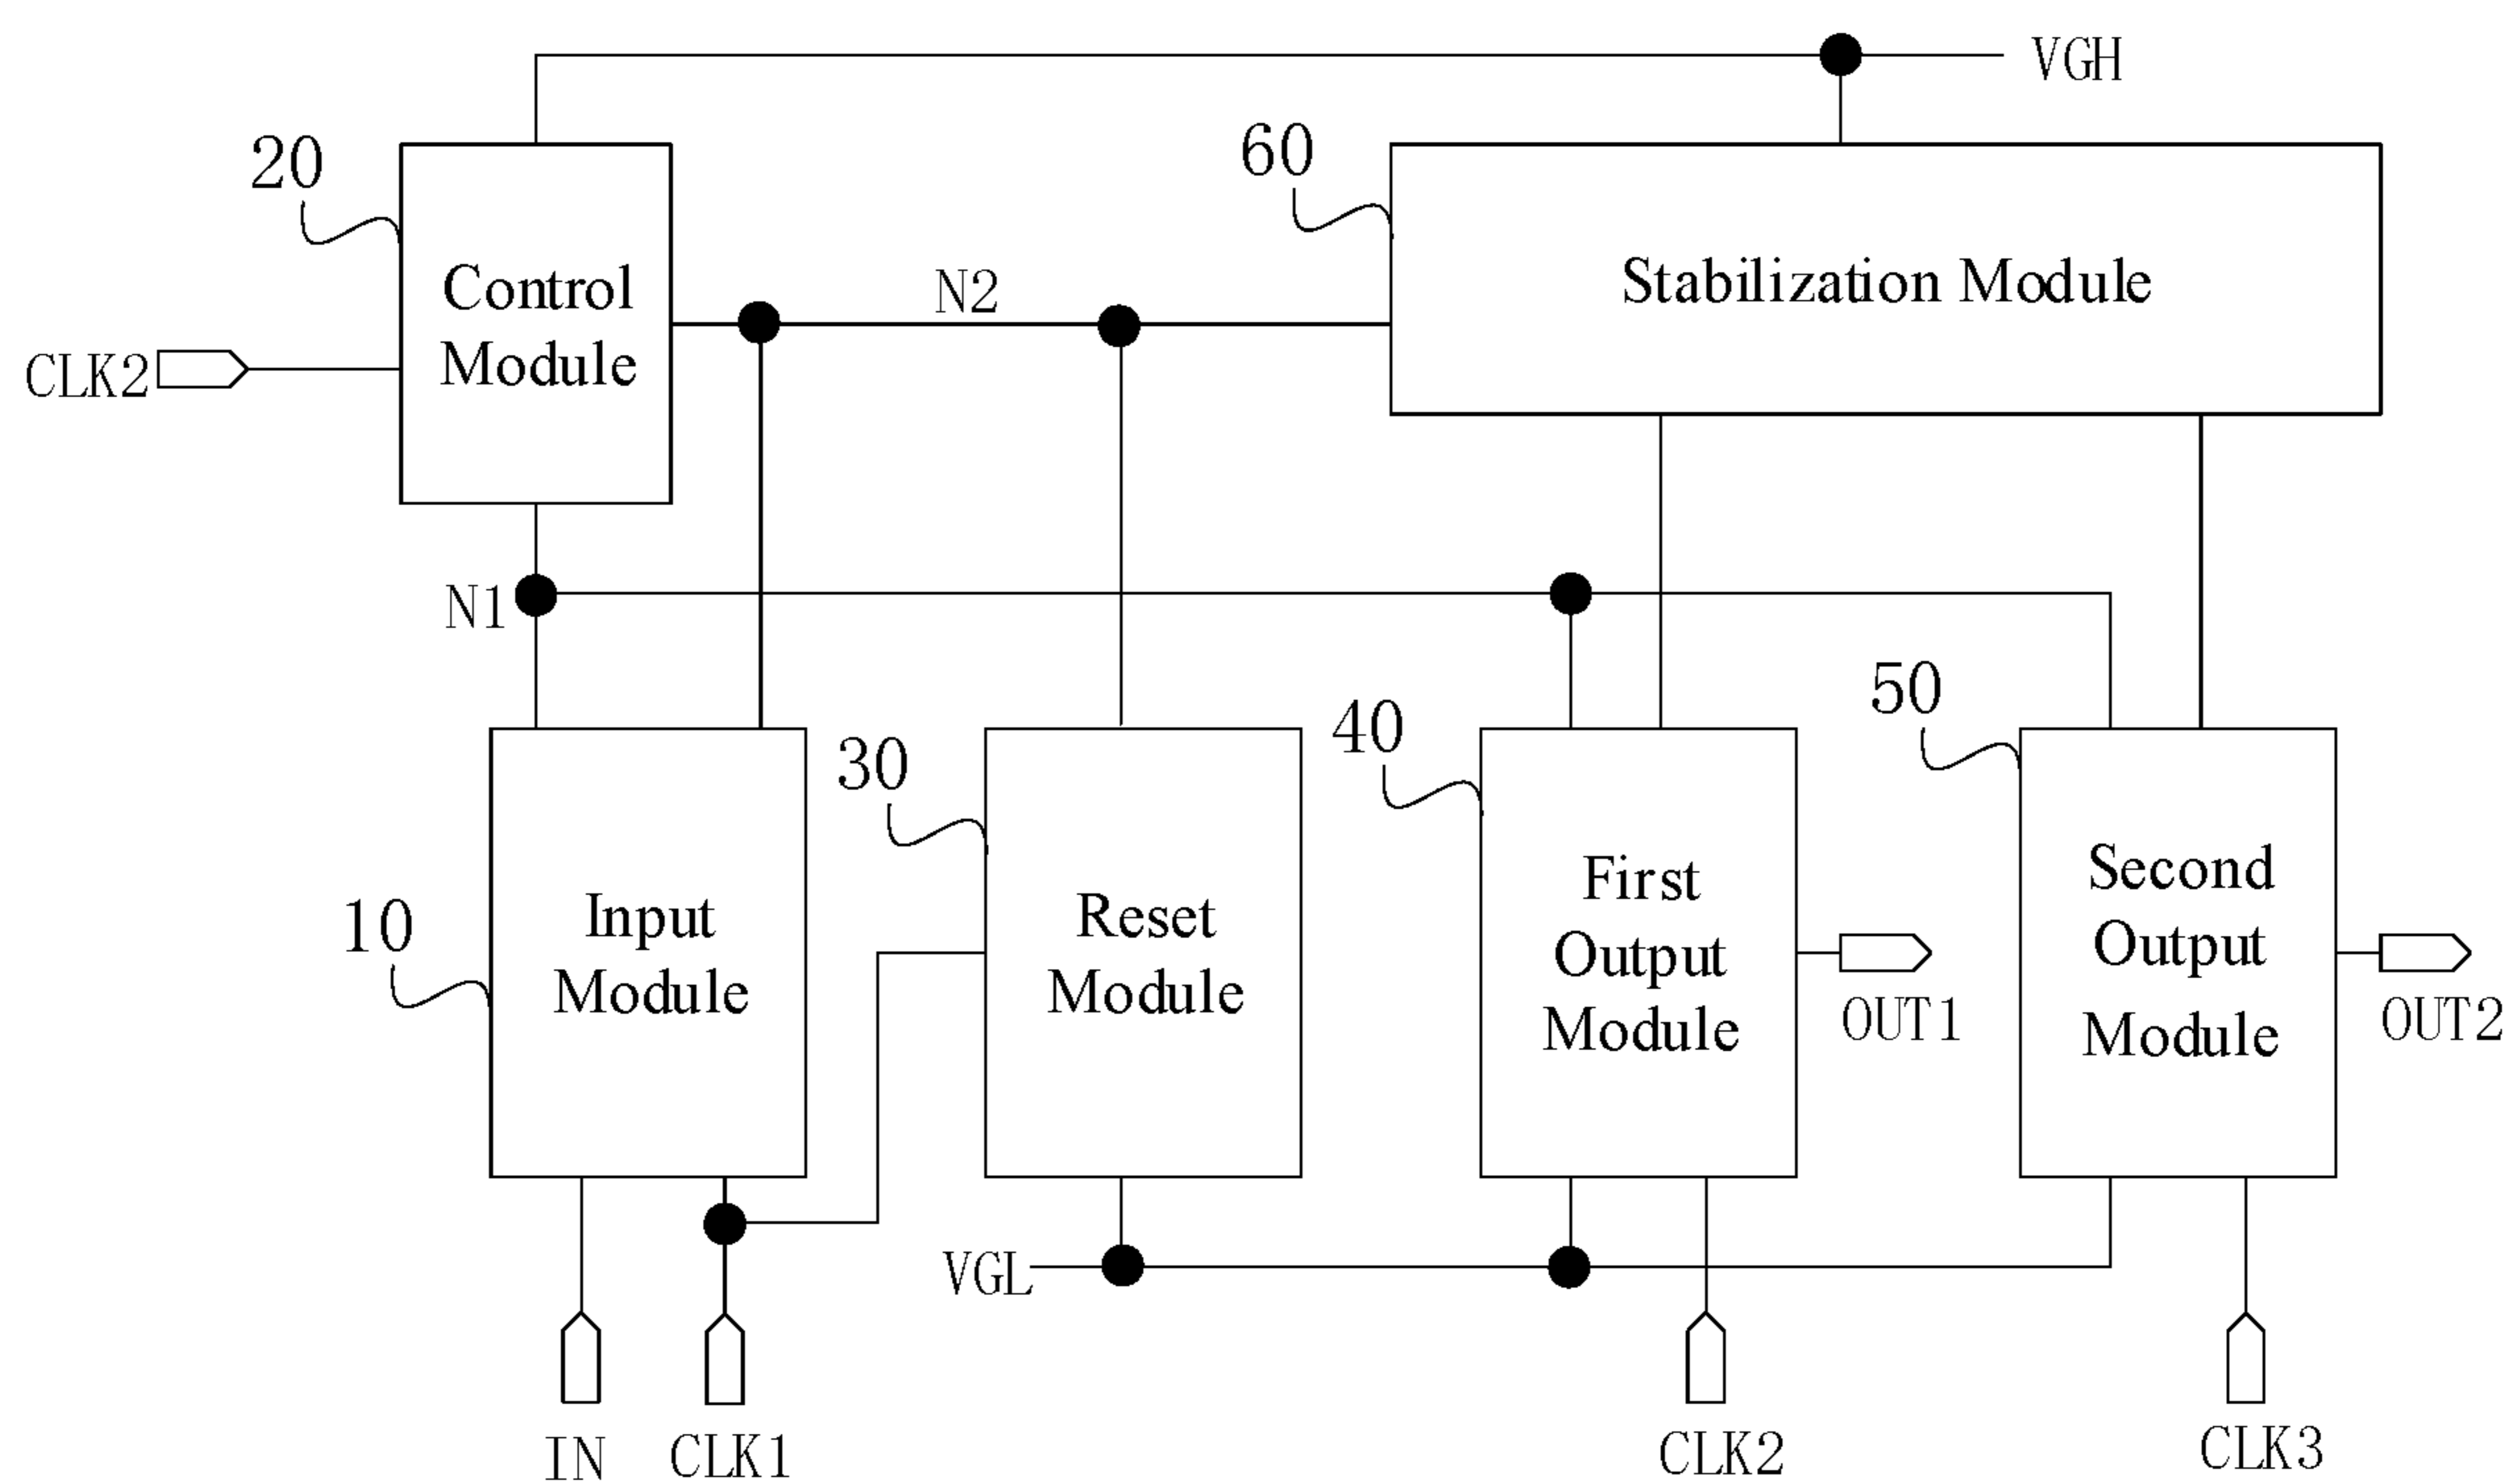 VGH
20
60
Control
Module
N2
Stabilization Module
CLK2
N1
50
40
30
10
Input
Module
Reset
Module
First
Output
Module
Second
Output
Module
OUT1
OUT2
VGL
IN
CLK1
CLK2
CLK3